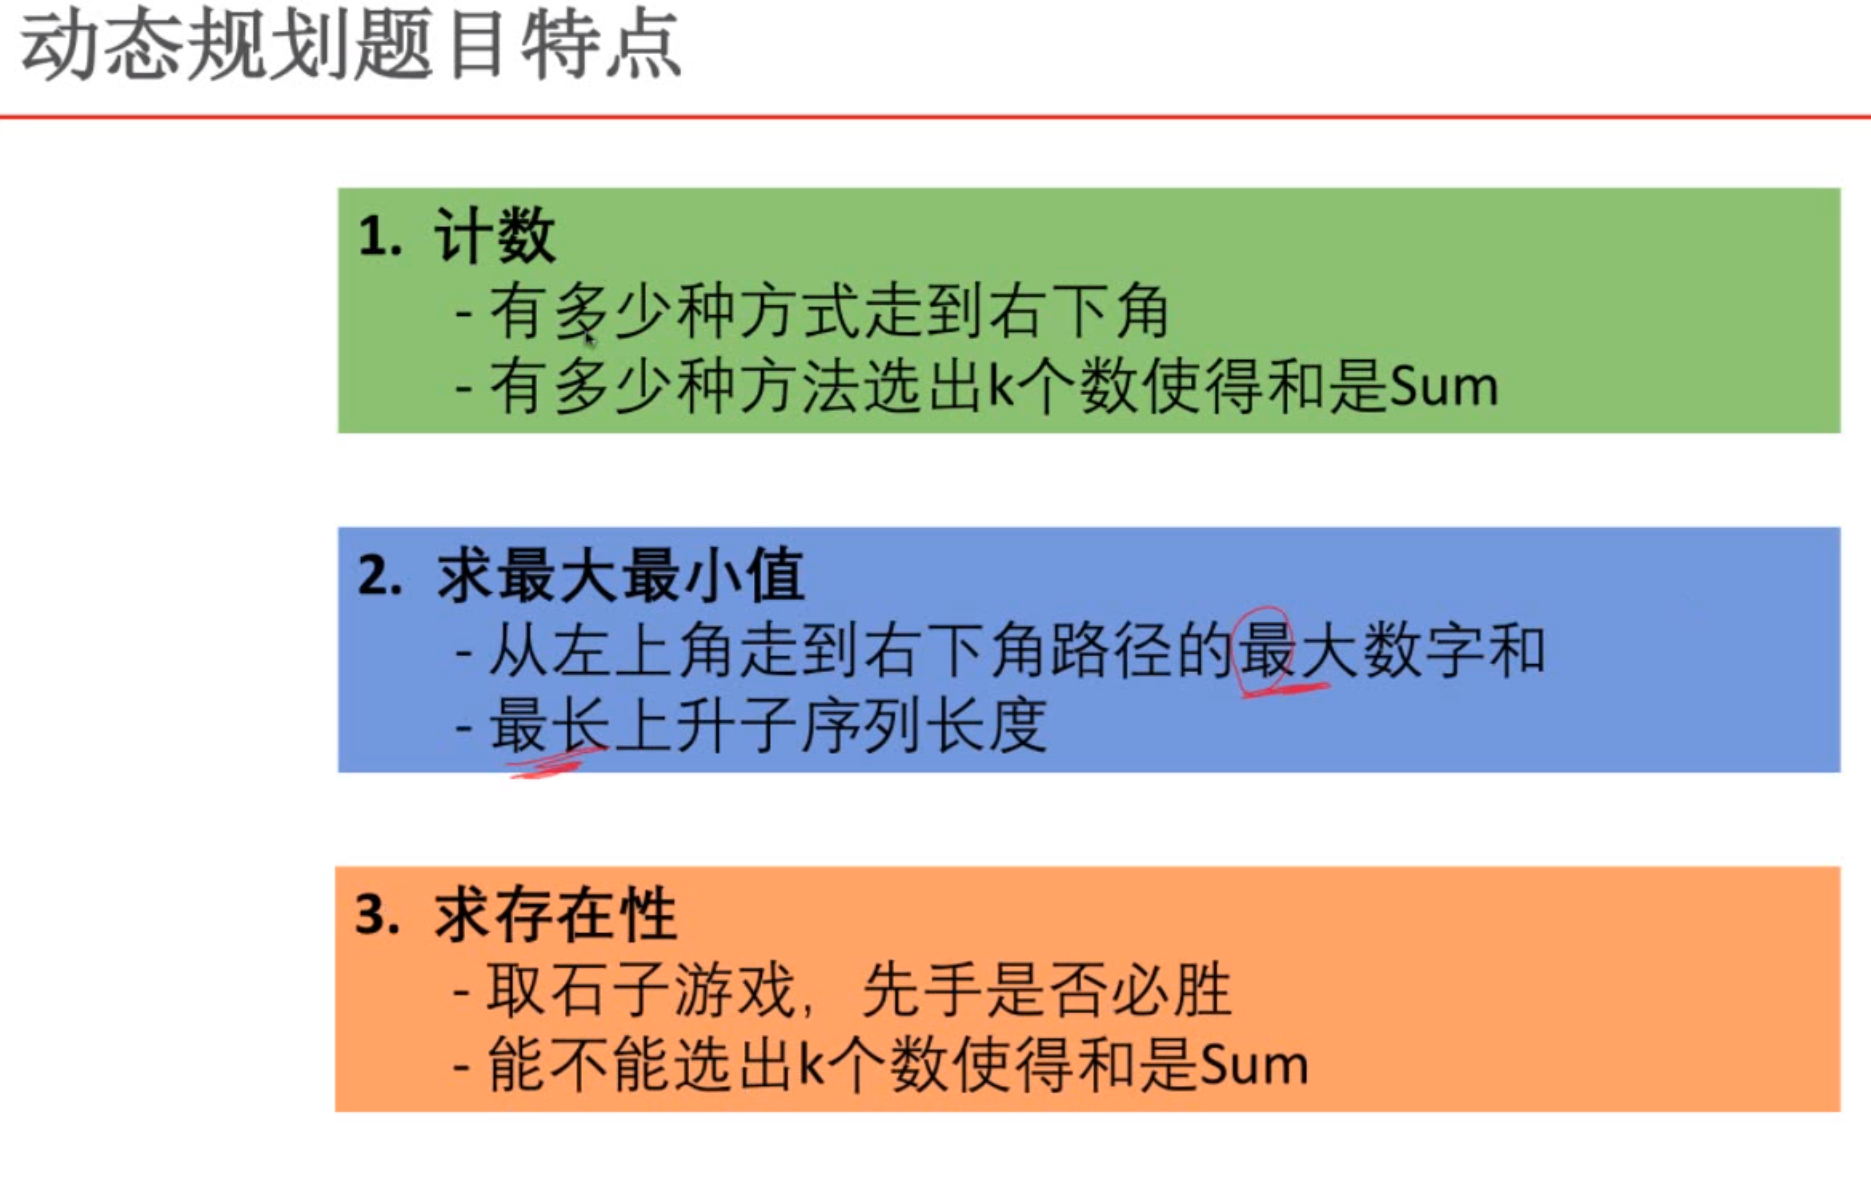 动态规划题目特点
1. 计数
- 有多少种方式走到右下角
- 有多少种方法选出k个数使得和是Sum
2. 求最大最小值
- 从左上角走到右下角路径的最大数字和
- 最长上升子序列长度
3. 求存在性
- 取石子游戏，先手是否必胜
- 能不能选出k个数使得和是Sum